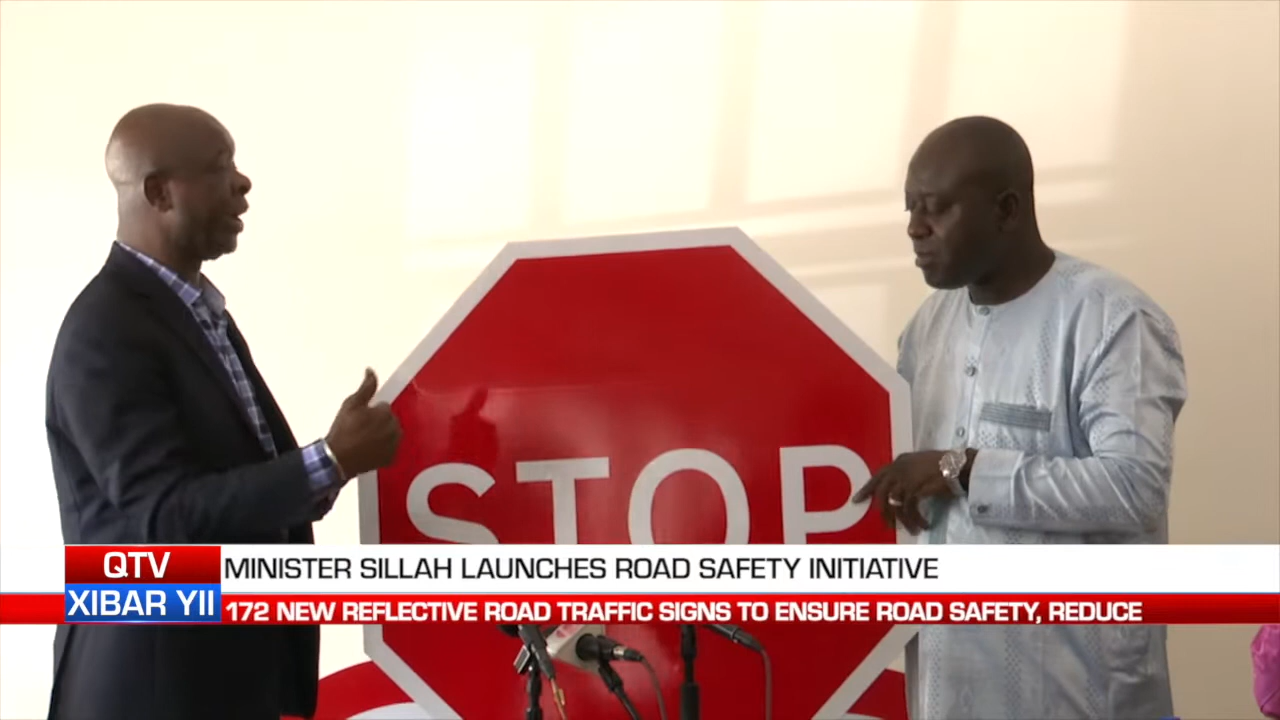 STOP
QTV
XIBAR YII
MINISTER SILLAH LAUNCHES ROAD SAFETY INITIATIVE
172 NEW REFLECTIVE ROAD TRAFFIC SIGNS TO ENSURE ROAD SAFETY, REDUCE